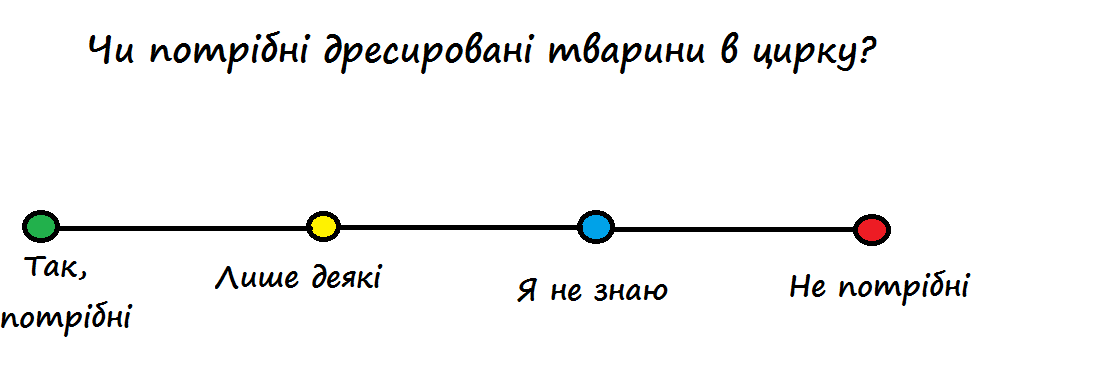 Чи потрібні дресировані тварини в цирку?
Так,
потрібні
Лише деякі
Я не знаю
Не потрібні